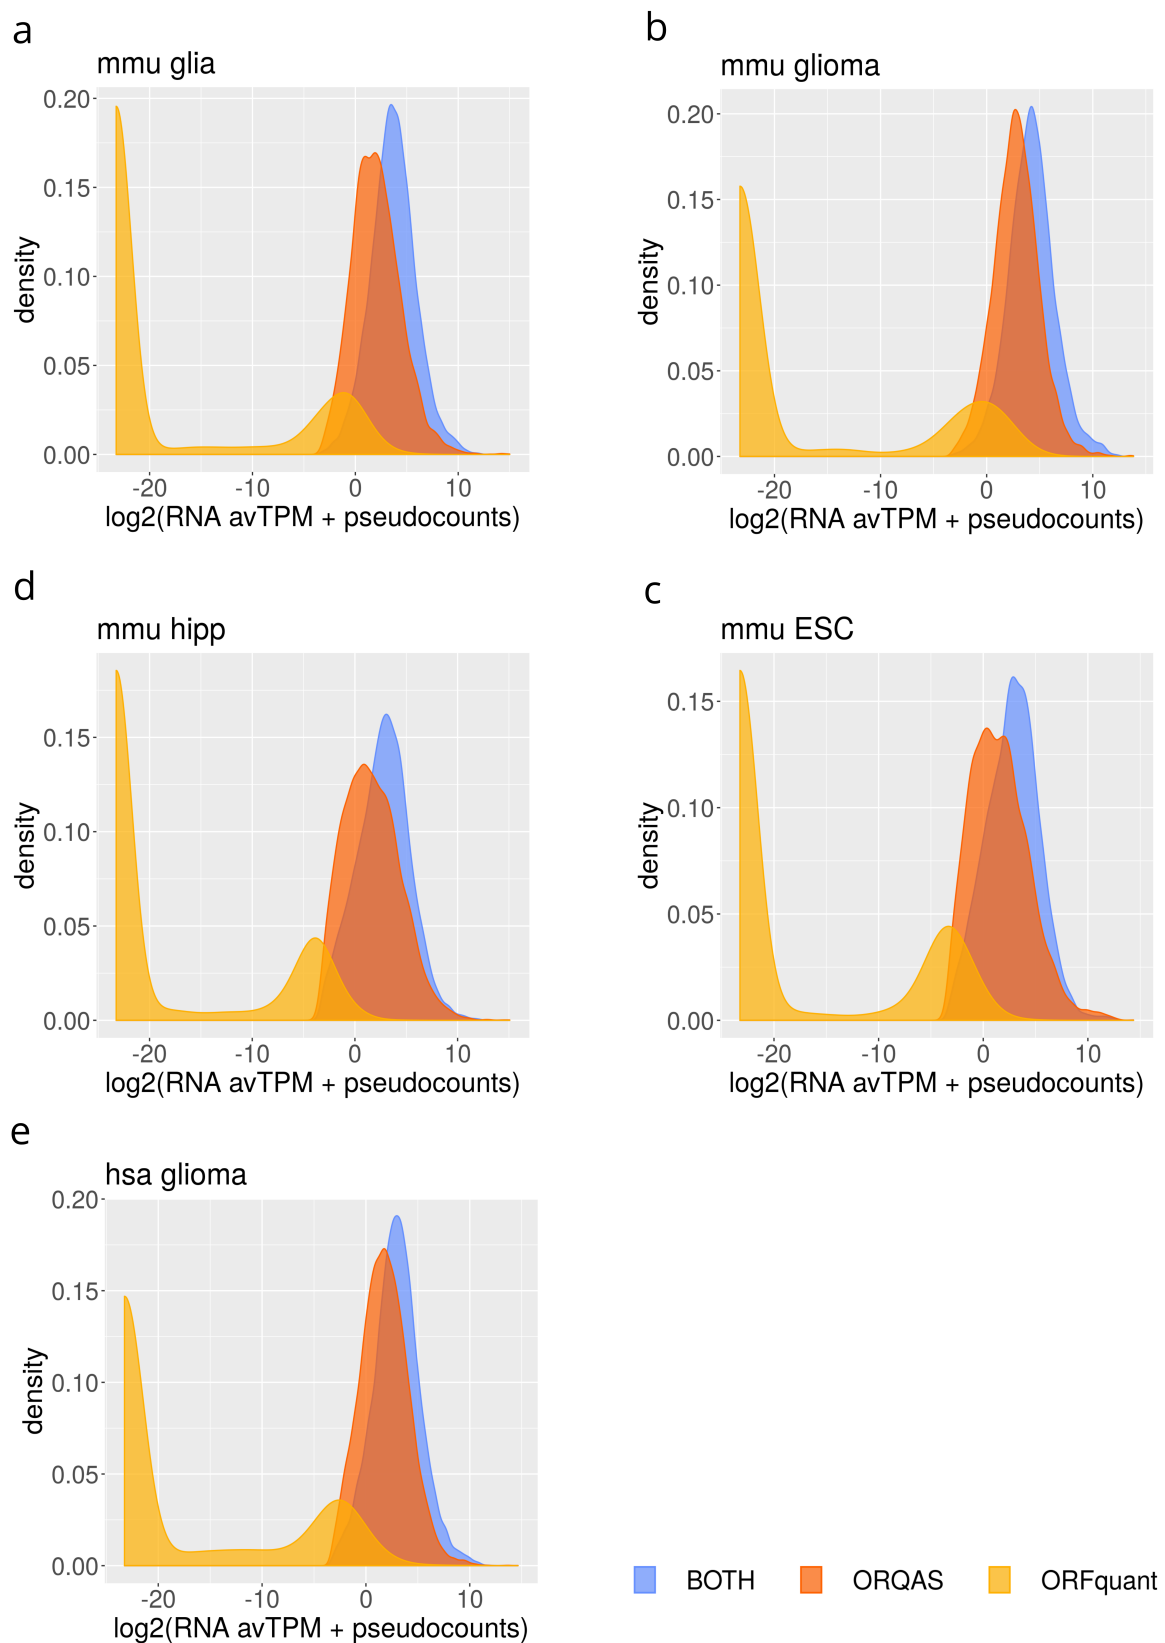 a
mmu glia
0.20
0.15
0.10
0.05
0.00
density
-20 -10 0 10
log2(RNA avTPM + pseudocounts)
b
mmu glioma
0.20
0.15
0.10
0.05
0.00
density
-20 -10 0 10
log2(RNA avTPM + pseudocounts)
d
mmu hipp
0.15
0.10
0.05
0.00
density
-20 -10 0 10
log2(RNA avTPM + pseudocounts)
c
mmu ESC
0.15
0.10
0.05
0.00
density
-20 -10 0 10
log2(RNA avTPM + pseudocounts)
e
hsa glioma
0.20
0.15
0.10
0.05
0.00
density
-20 -10 0 10
log2(RNA avTPM + pseudocounts)
BOTH ORQAS ORFquant